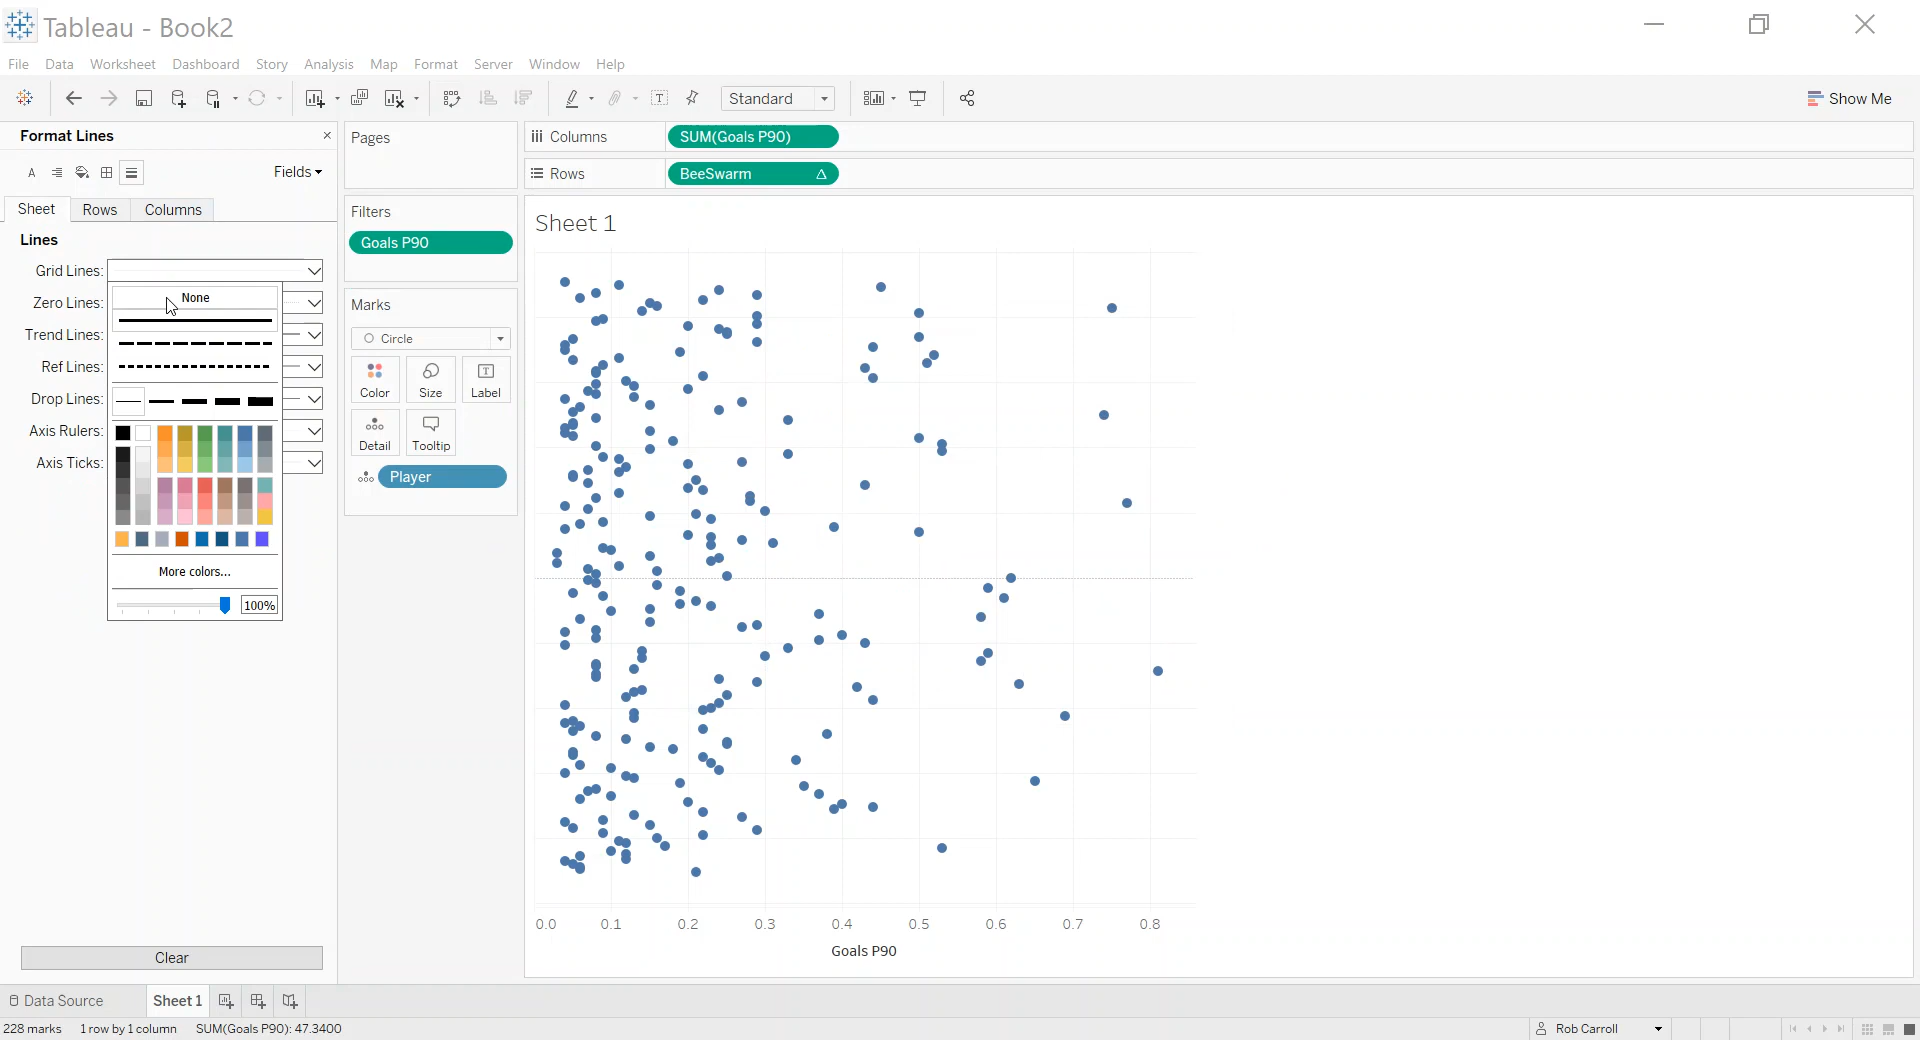 Tableau - Book2
File Data Worksheet Dashboard Story Analysis Map Format Server Window Help
Standard
Show Me
Format Lines
Pages
Columns
SUM(Goals P90)
A
Fields
Rows
BeeSwarm
Sheet Rows Columns
Filters
Goals P90
Sheet 1
Lines
Grid Lines:
None
Zero Lines:
Trend Lines:
Ref Lines:
Drop Lines:
Axis Rulers:
Axis Ticks:
More colors...
100%
Marks
Circle
Color Size Label
T
Detail Tooltip
Player
0.0 0.1 0.2 0.3 0.4 0.5 0.6 0.7 0.8
Goals P90
Clear
Data Source Sheet 1
228 marks 1 row by 1 column SUM(Goals P90): 47.3400
Rob Carroll